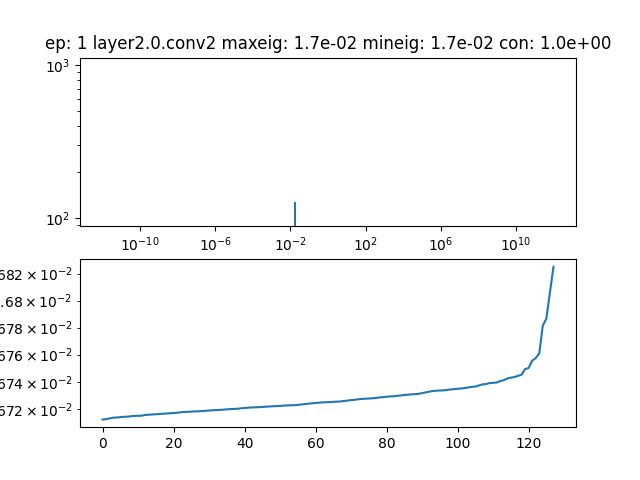 ep: 1 layer2.0.conv2 maxeig: 1.7e-02 mineig: 1.7e-02 con: 1.0e+00
10³
10²
10⁻¹⁰ 10⁻⁶ 10⁻² 10² 10⁶ 10¹⁰
682 × 10⁻²
.68 × 10⁻²
678 × 10⁻²
676 × 10⁻²
674 × 10⁻²
672 × 10⁻²
0 20 40 60 80 100 120